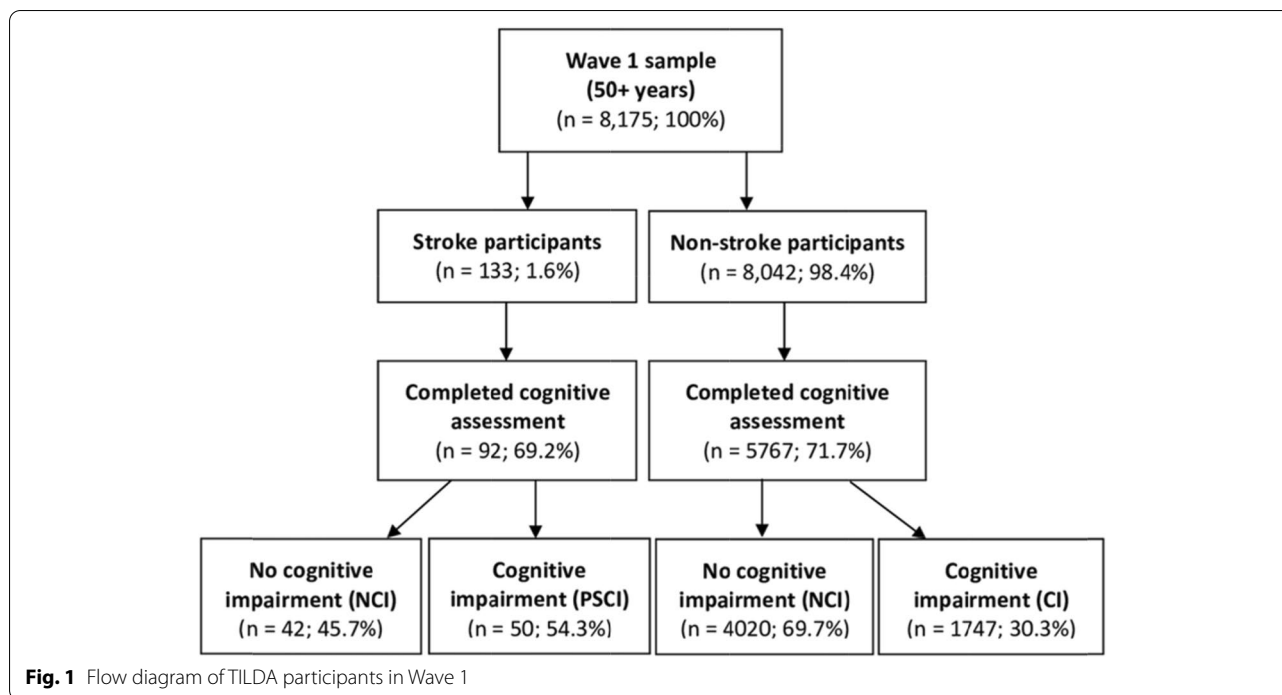 Wave 1 sample
(50+ years)
(n = 8,175; 100%)
Stroke participants
(n = 133; 1.6%)
Non-stroke participants
(n = 8,042; 98.4%)
Completed cognitive
assessment
(n = 92; 69.2%)
Completed cognitive
assessment
(n = 5767; 71.7%)
No cognitive
impairment (NCI)
(n = 42; 45.7%)
Cognitive
impairment (PSCI)
(n = 50; 54.3%)
No cognitive
impairment (NCI)
(n = 4020; 69.7%)
Cognitive
impairment (CI)
(n = 1747; 30.3%)
Fig. 1 Flow diagram of TILDA participants in Wave 1